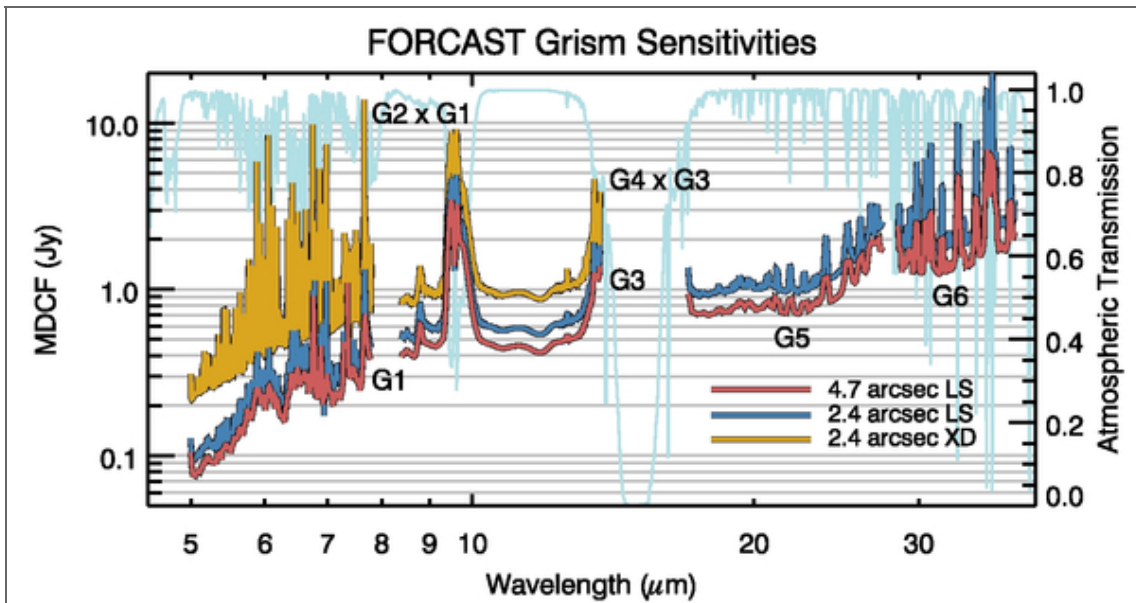 FORCAST Grism Sensitivities
G2 x G1
G4 x G3
G3
G1
G5
G6
4.7 arcsec LS
2.4 arcsec LS
2.4 arcsec XD
MDCF (Jy)
10.0
1.0
0.1
Atmospheric Transmission
1.0
0.8
0.6
0.4
0.2
0.0
5 6 7 8 9 10 20 30
Wavelength (μm)